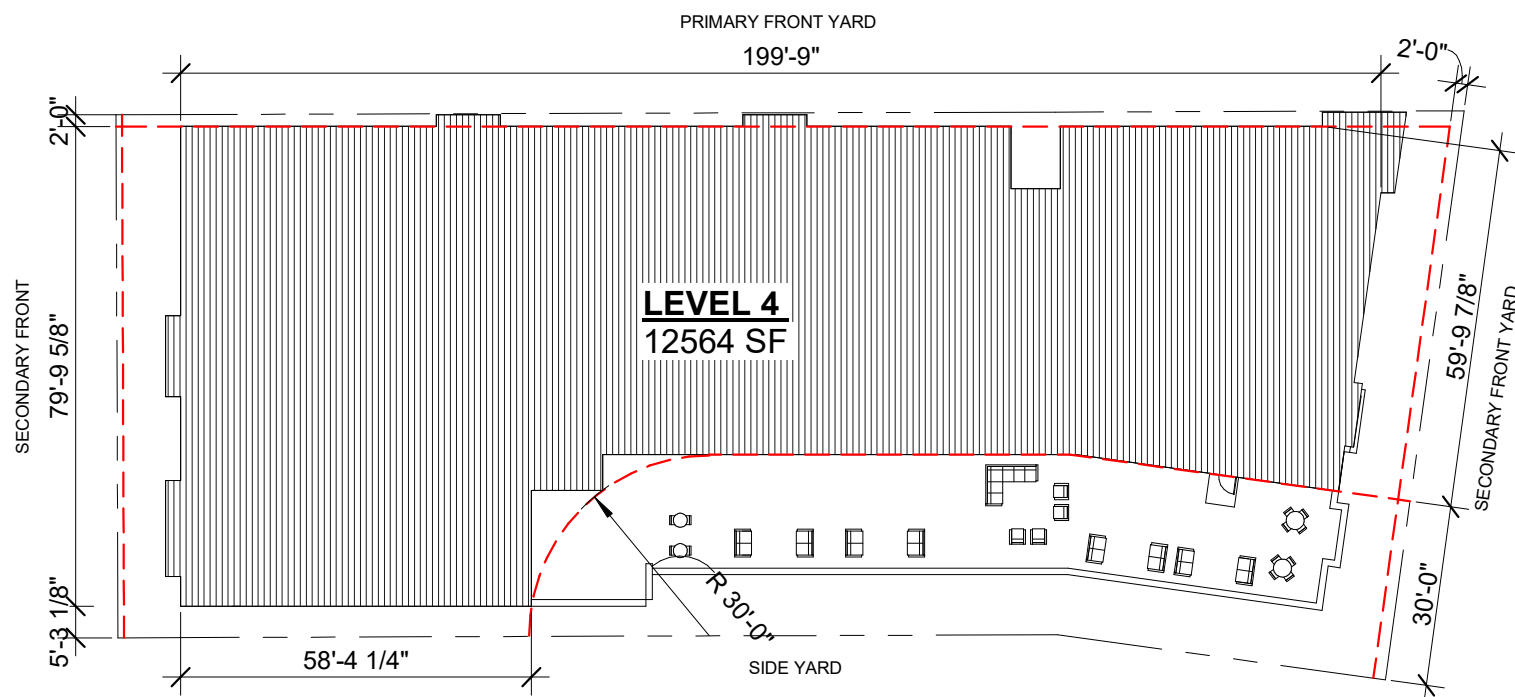 PRIMARY FRONT YARD
199'-9"
2'-0"
2'-0"
SECONDARY FRONT
79'-9 5/8"
LEVEL 4
12564 SF
59'-9 7/8"
SECONDARY FRONT YARD
5'-3 1/8"
R 30'-0"
30'-0"
58'-4 1/4"
SIDE YARD